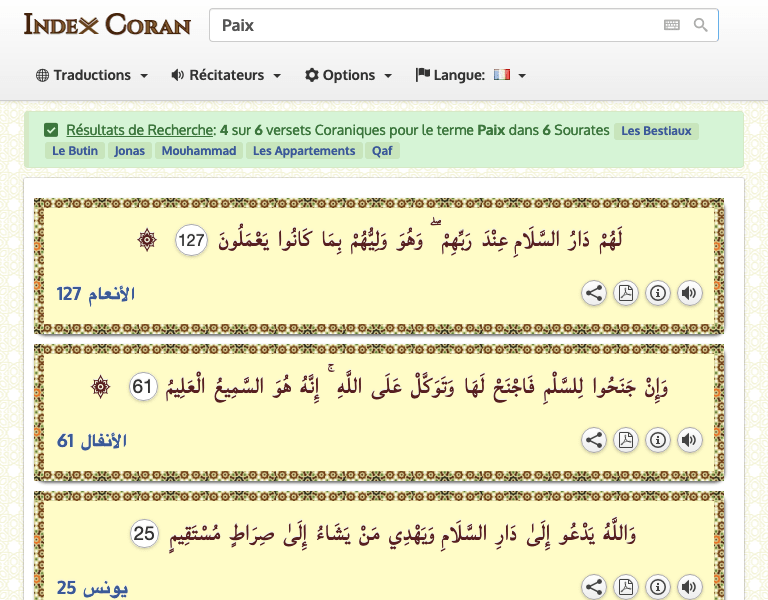 Index Coran
Paix
Traductions
Récitateurs
Options
Langue:
Résultats de Recherche: 4 sur 6 versets Coraniques pour le terme Paix dans 6 Sourates Les Bestiaux
Le Butin Jonas Mouhammad Les Appartements Qaf
لَهُمْ دَارُ السَّلَامِ عِنْدَ رَبِّهِمْ ۖ وَهُوَ وَلِيُّهُمْ بِمَا كَانُوا يَعْمَلُونَ 127 ۞
الأنعام 127
وَإِنْ جَنَحُوا لِلسَّلْمِ فَاجْنَحْ لَهَا وَتَوَكَّلْ عَلَى اللَّهِ ۚ إِنَّهُ هُوَ السَّمِيعُ الْعَلِيمُ 61 ۞
الأنفال 61
وَاللَّهُ يَدْعُو إِلَىٰ دَارِ السَّلَامِ وَيَهْدِي مَنْ يَشَاءُ إِلَىٰ صِرَاطٍ مُسْتَقِيمٍ 25
يونس 25